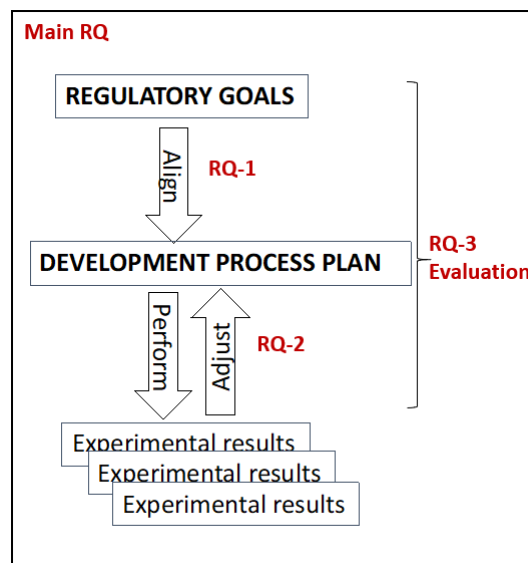 Main RQ
REGULATORY GOALS
Align
RQ-1
DEVELOPMENT PROCESS PLAN
RQ-3
Evaluation
Perform
Adjust
RQ-2
Experimental results
Experimental results
Experimental results